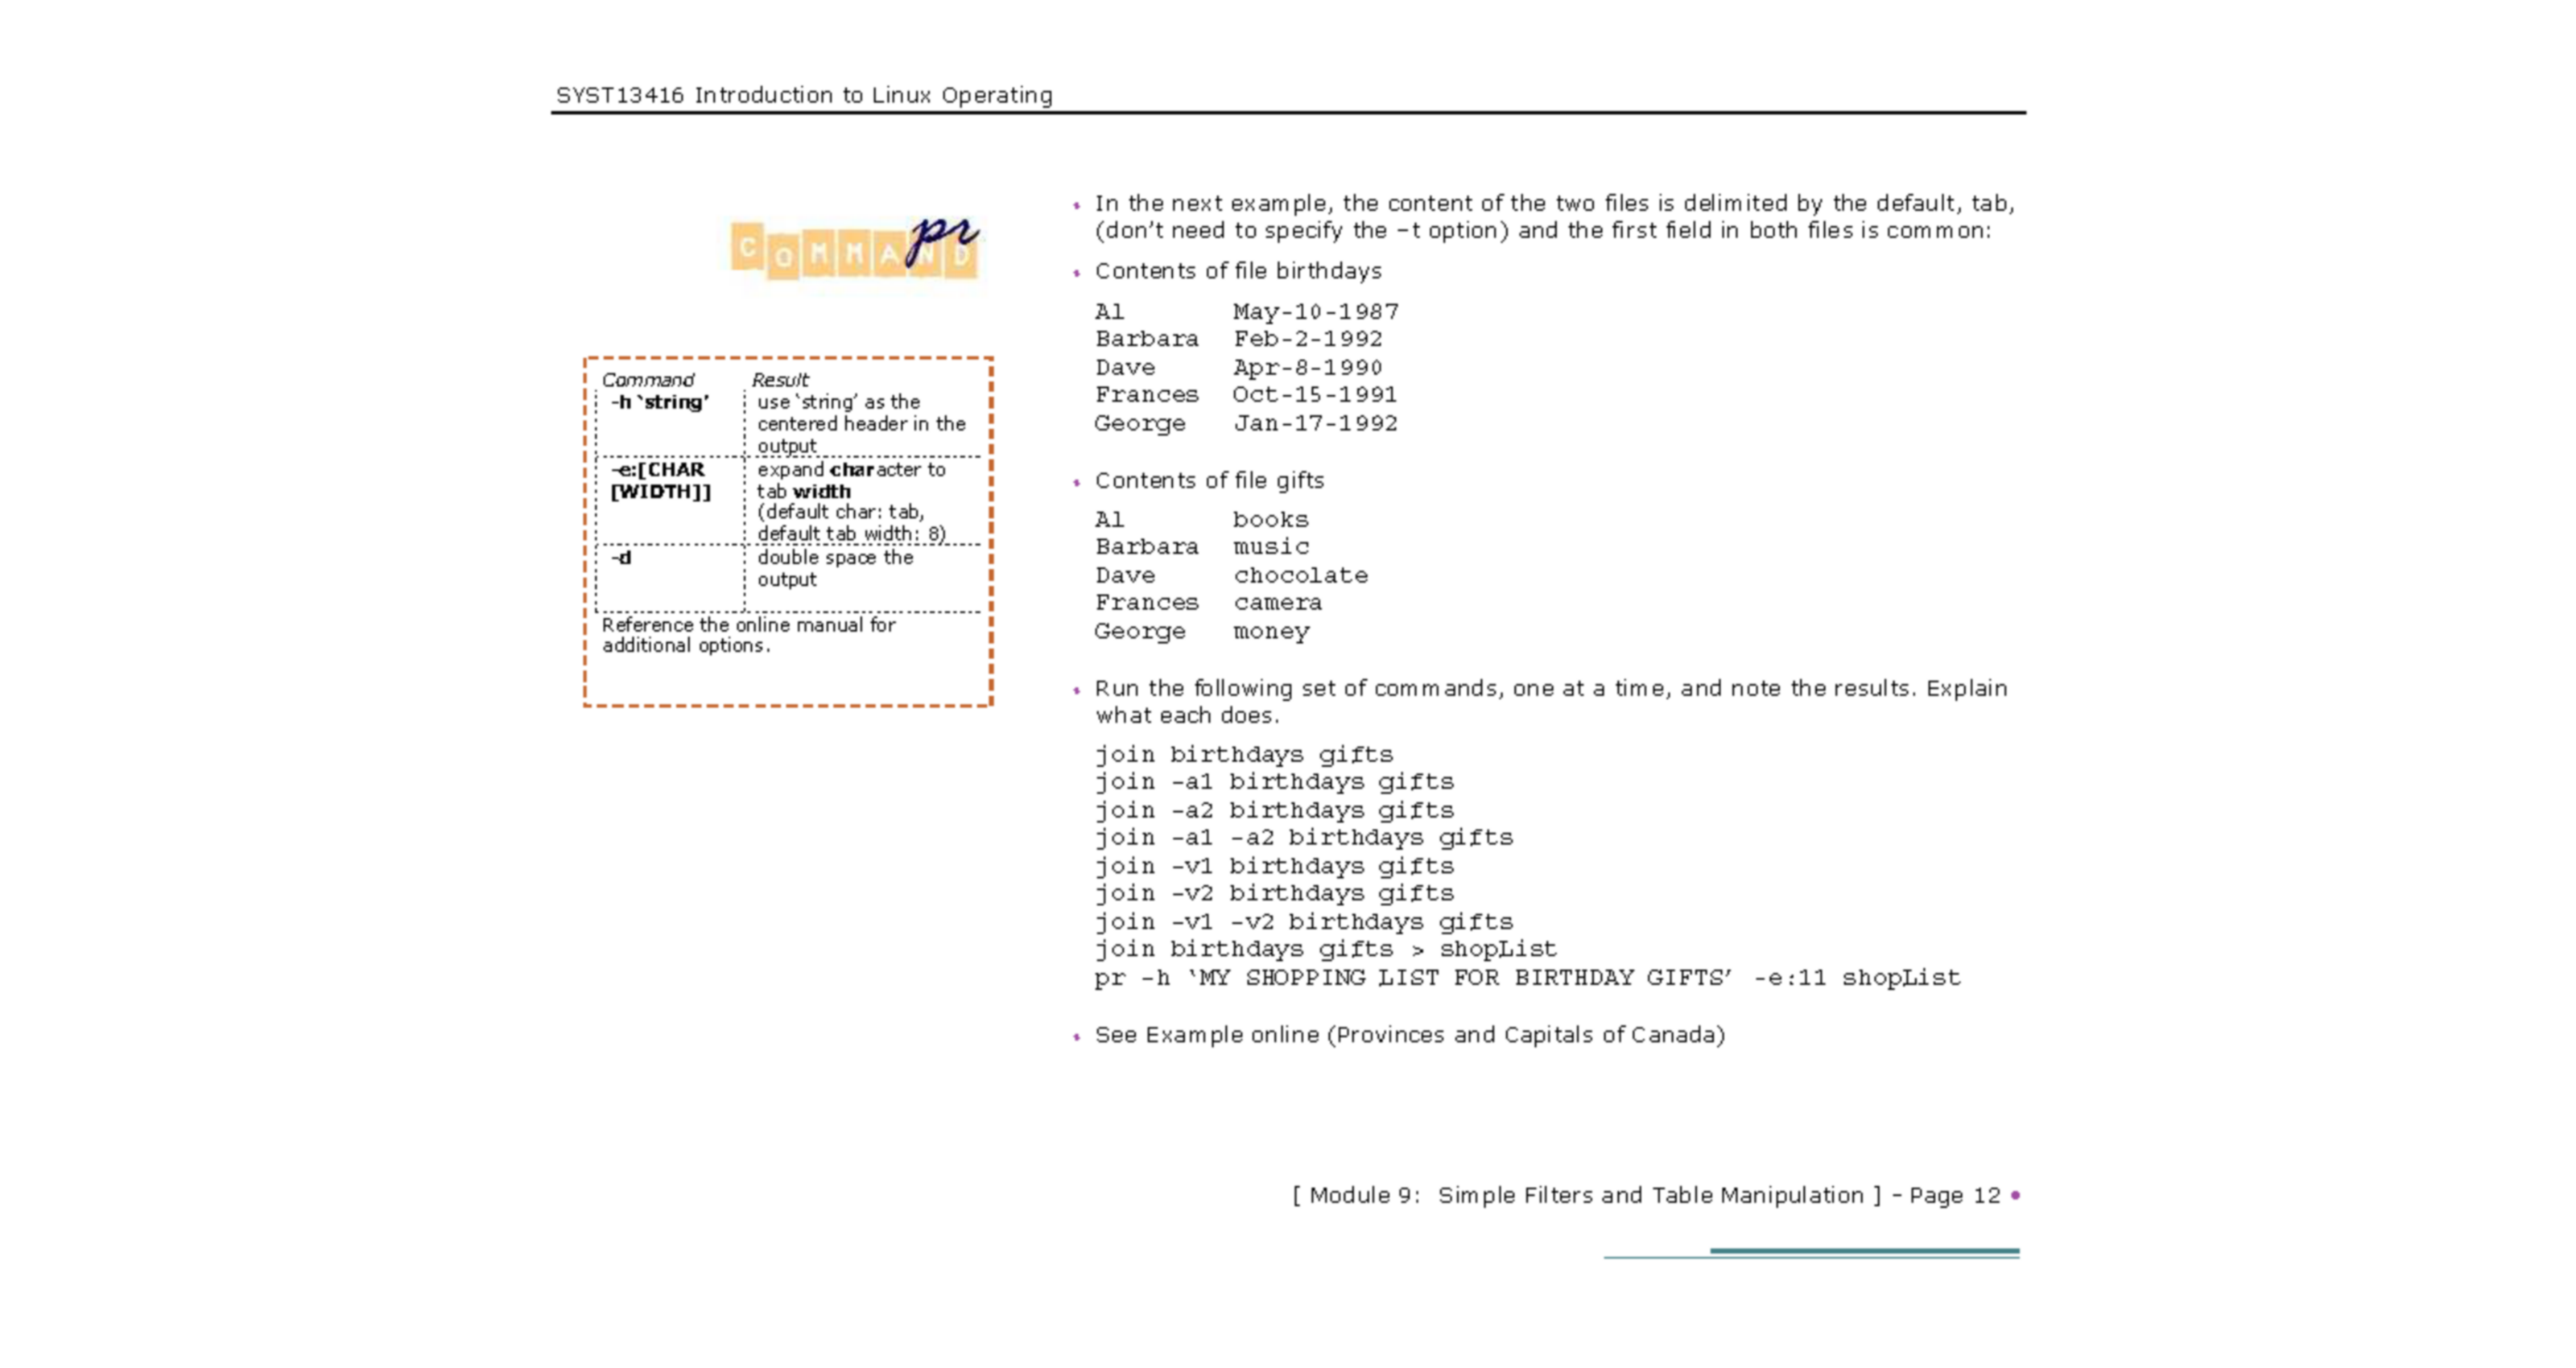 SYST13416 Introduction to Linux Operating
COMMAND pr
Command Result
-h ‘string’ use ‘string’ as the
centered header in the
output
-e:[CHAR expand character to
[WIDTH]] tab width
(default char: tab,
default tab width: 8)
-d double space the
output
Reference the online manual for
additional options.
In the next example, the content of the two files is delimited by the default, tab,
(don’t need to specify the –t option) and the first field in both files is common:
Contents of file birthdays
Al May-10-1987
Barbara Feb-2-1992
Dave Apr-8-1990
Frances Oct-15-1991
George Jan-17-1992
Contents of file gifts
Al books
Barbara music
Dave chocolate
Frances camera
George money
Run the following set of commands, one at a time, and note the results. Explain
what each does.
join birthdays gifts
join -a1 birthdays gifts
join -a2 birthdays gifts
join -a1 -a2 birthdays gifts
join -v1 birthdays gifts
join -v2 birthdays gifts
join -v1 -v2 birthdays gifts
join birthdays gifts > shopList
pr -h ‘MY SHOPPING LIST FOR BIRTHDAY GIFTS’ -e:11 shopList
See Example online (Provinces and Capitals of Canada)
[ Module 9: Simple Filters and Table Manipulation ] – Page 12